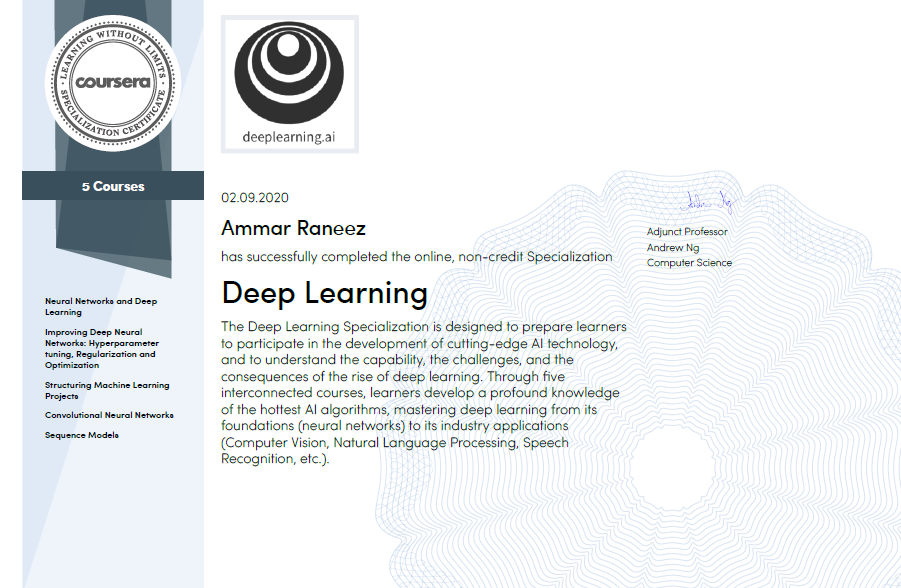 LEARNING WITHOUT LIMITS
coursera
SPECIALIZATION CERTIFICATE
5 Courses
Neural Networks and Deep
Learning
Improving Deep Neural
Networks: Hyperparameter
tuning, Regularization and
Optimization
Structuring Machine Learning
Projects
Convolutional Neural Networks
Sequence Models
deeplearning.ai
02.09.2020
Ammar Raneez
has successfully completed the online, non-credit Specialization
Deep Learning
The Deep Learning Specialization is designed to prepare learners
to participate in the development of cutting-edge AI technology,
and to understand the capability, the challenges, and the
consequences of the rise of deep learning. Through five
interconnected courses, learners develop a profound knowledge
of the hottest AI algorithms, mastering deep learning from its
foundations (neural networks) to its industry applications
(Computer Vision, Natural Language Processing, Speech
Recognition, etc.).
Adjunct Professor
Andrew Ng
Computer Science